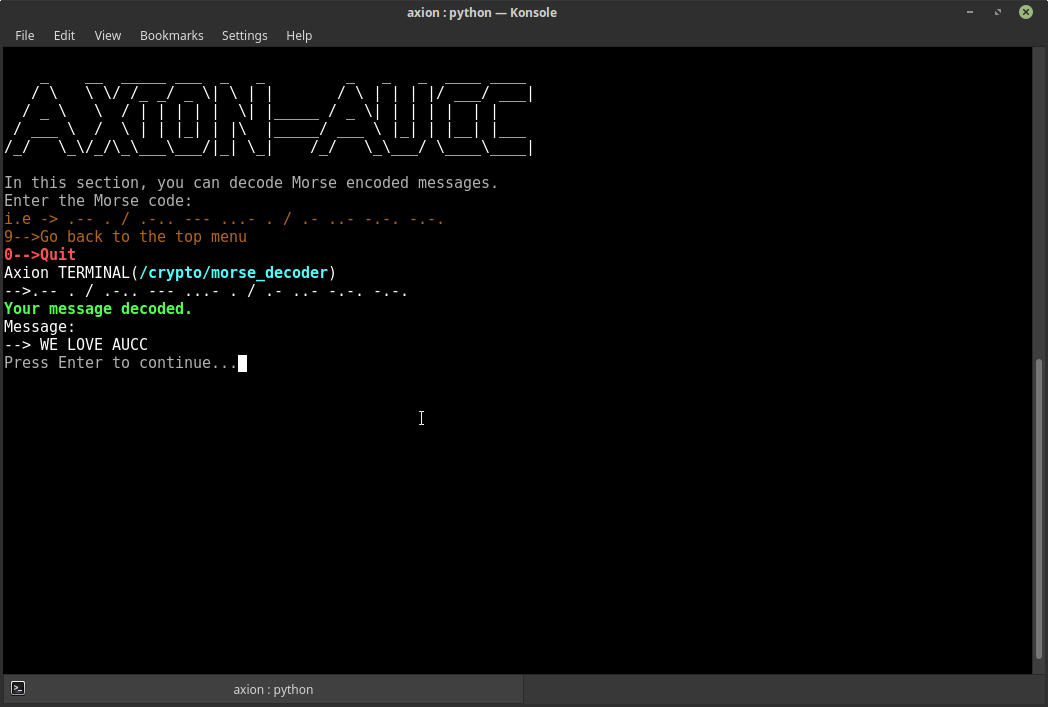 axion : python — Konsole
File Edit View Bookmarks Settings Help
AXION-AUCC
In this section, you can decode Morse encoded messages.
Enter the Morse code:
i.e -> .-- . / .-.. --- ...- . / .- ..- -.-. -.-.
9-->Go back to the top menu
0-->Quit
Axion TERMINAL(/crypto/morse_decoder)
-->.-- . / .-.. --- ...- . / .- ..- -.-. -.-.
Your message decoded.
Message:
--> WE LOVE AUCC
Press Enter to continue...
axion : python